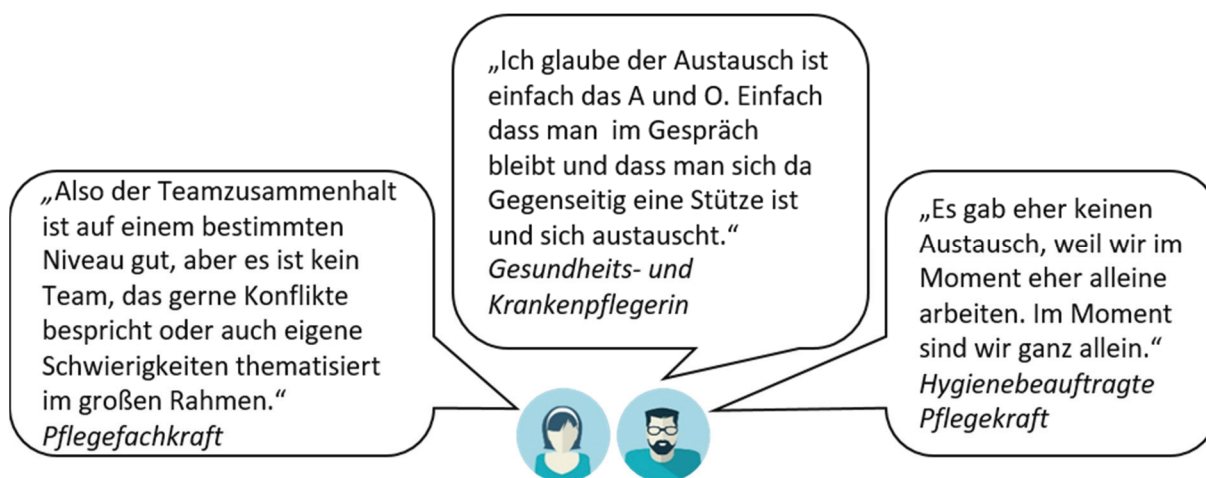 „Also der Teamzusammenhalt
ist auf einem bestimmten
Niveau gut, aber es ist kein
Team, das gerne Konflikte
bespricht oder auch eigene
Schwierigkeiten thematisiert
im großen Rahmen.“
Pflegefachkraft
„Ich glaube der Austausch ist
einfach das A und O. Einfach
dass man im Gespräch
bleibt und dass man sich da
Gegenseitig eine Stütze ist
und sich austauscht.“
Gesundheits- und
Krankenpflegerin
„Es gab eher keinen
Austausch, weil wir im
Moment eher alleine
arbeiten. Im Moment
sind wir ganz allein.“
Hygienebeauftragte
Pflegekraft